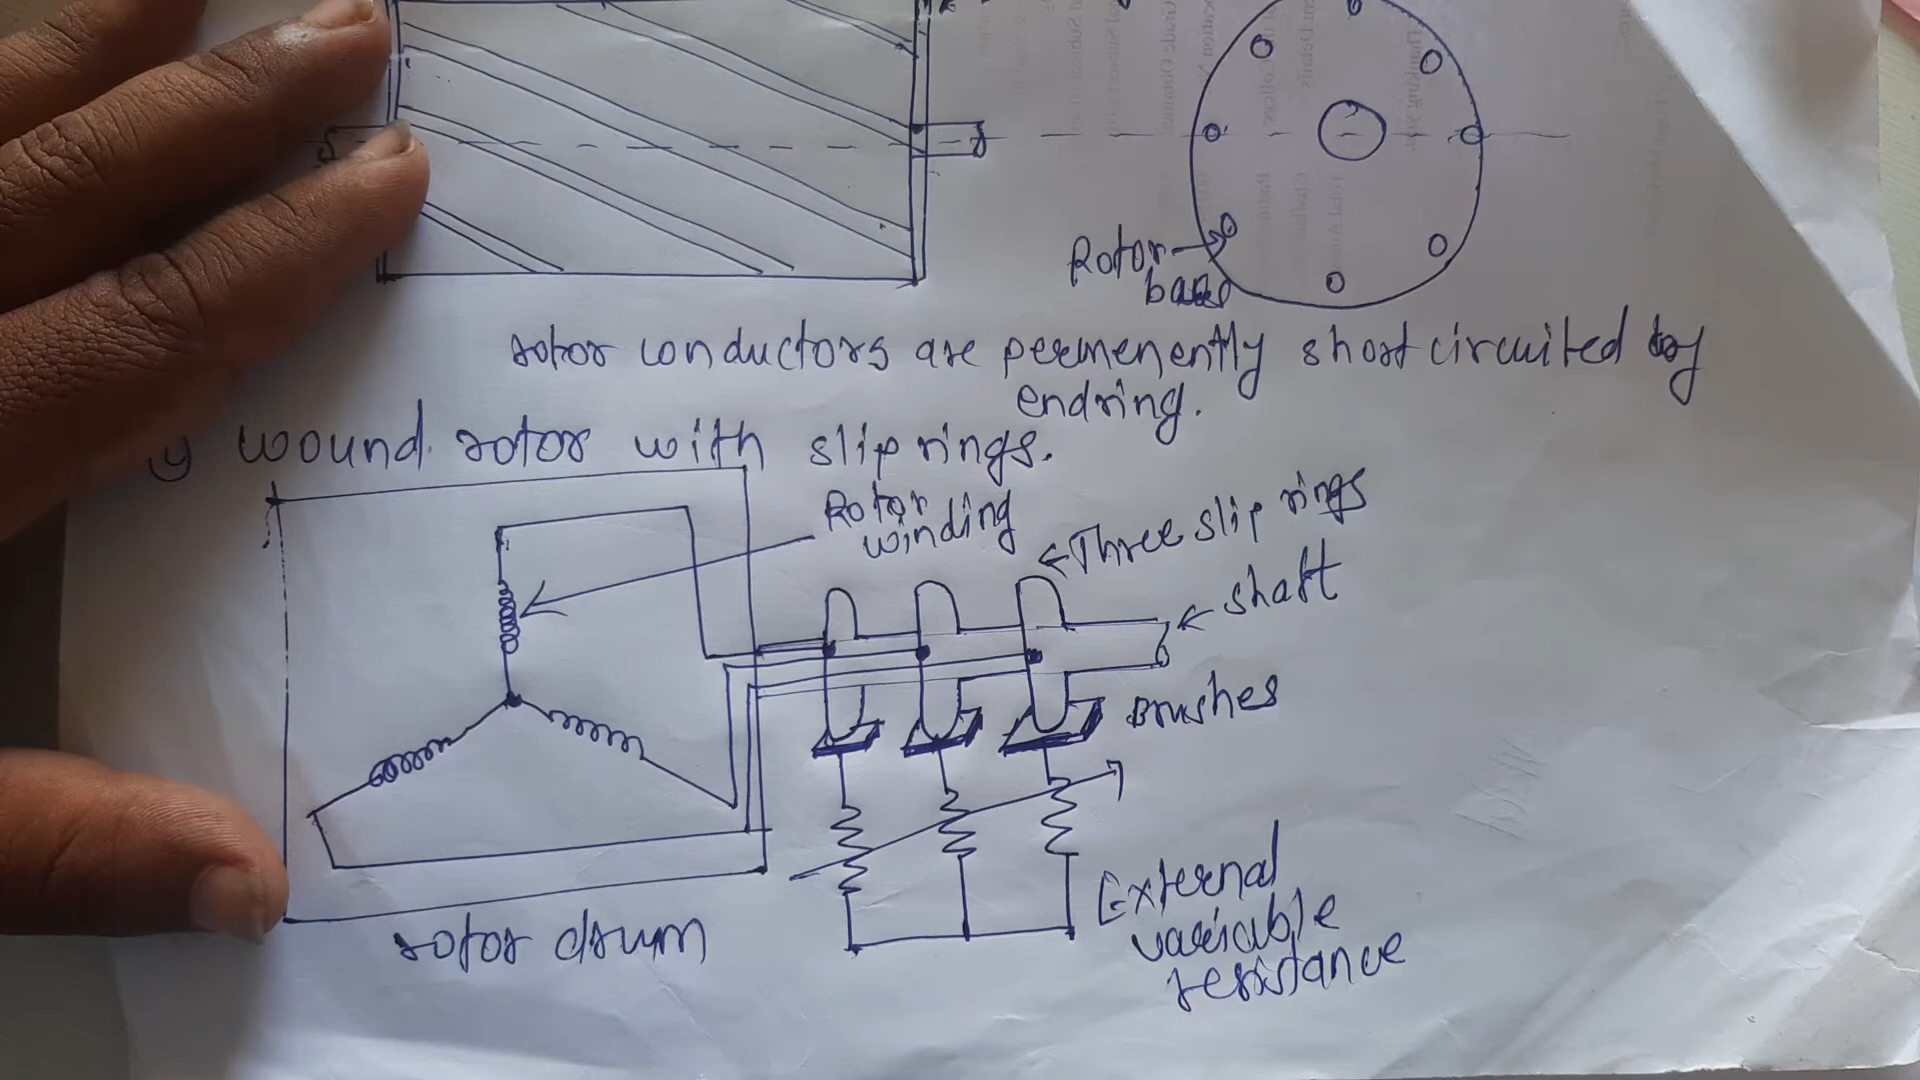 Rotor
rotor conductors are permenently short circuited by
endring.
y wound rotor with slip rings.
Rotor
winding
Three slip rings
shaft
Brushes
External
variable
resistance
rotor drum